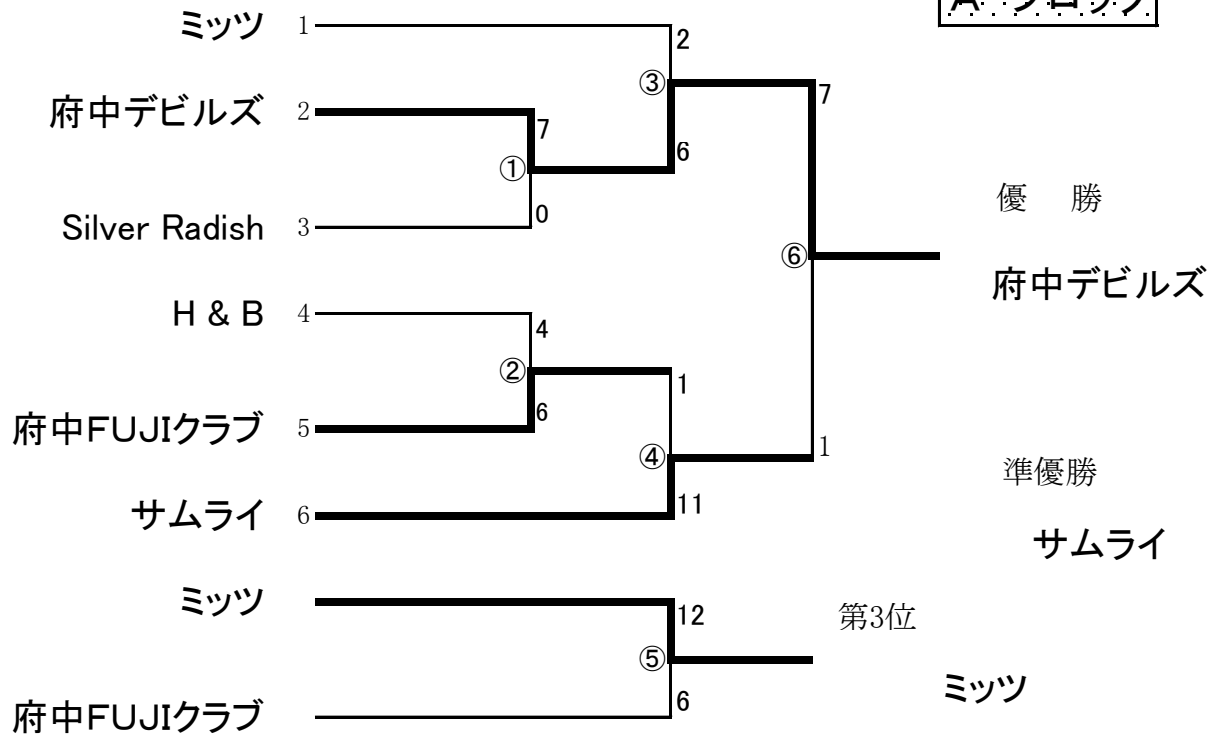 A ブロック
ミッツ 1
2
③
7
府中デビルズ 2
7
6
①
優 勝
Silver Radish 3
0
⑥
府中デビルズ
H & B 4
4
②
1
府中FUJIクラブ 5
6
④
1
準優勝
サムライ 6
11
サムライ
ミッツ
12
第3位
⑤
ミッツ
府中FUJIクラブ
6